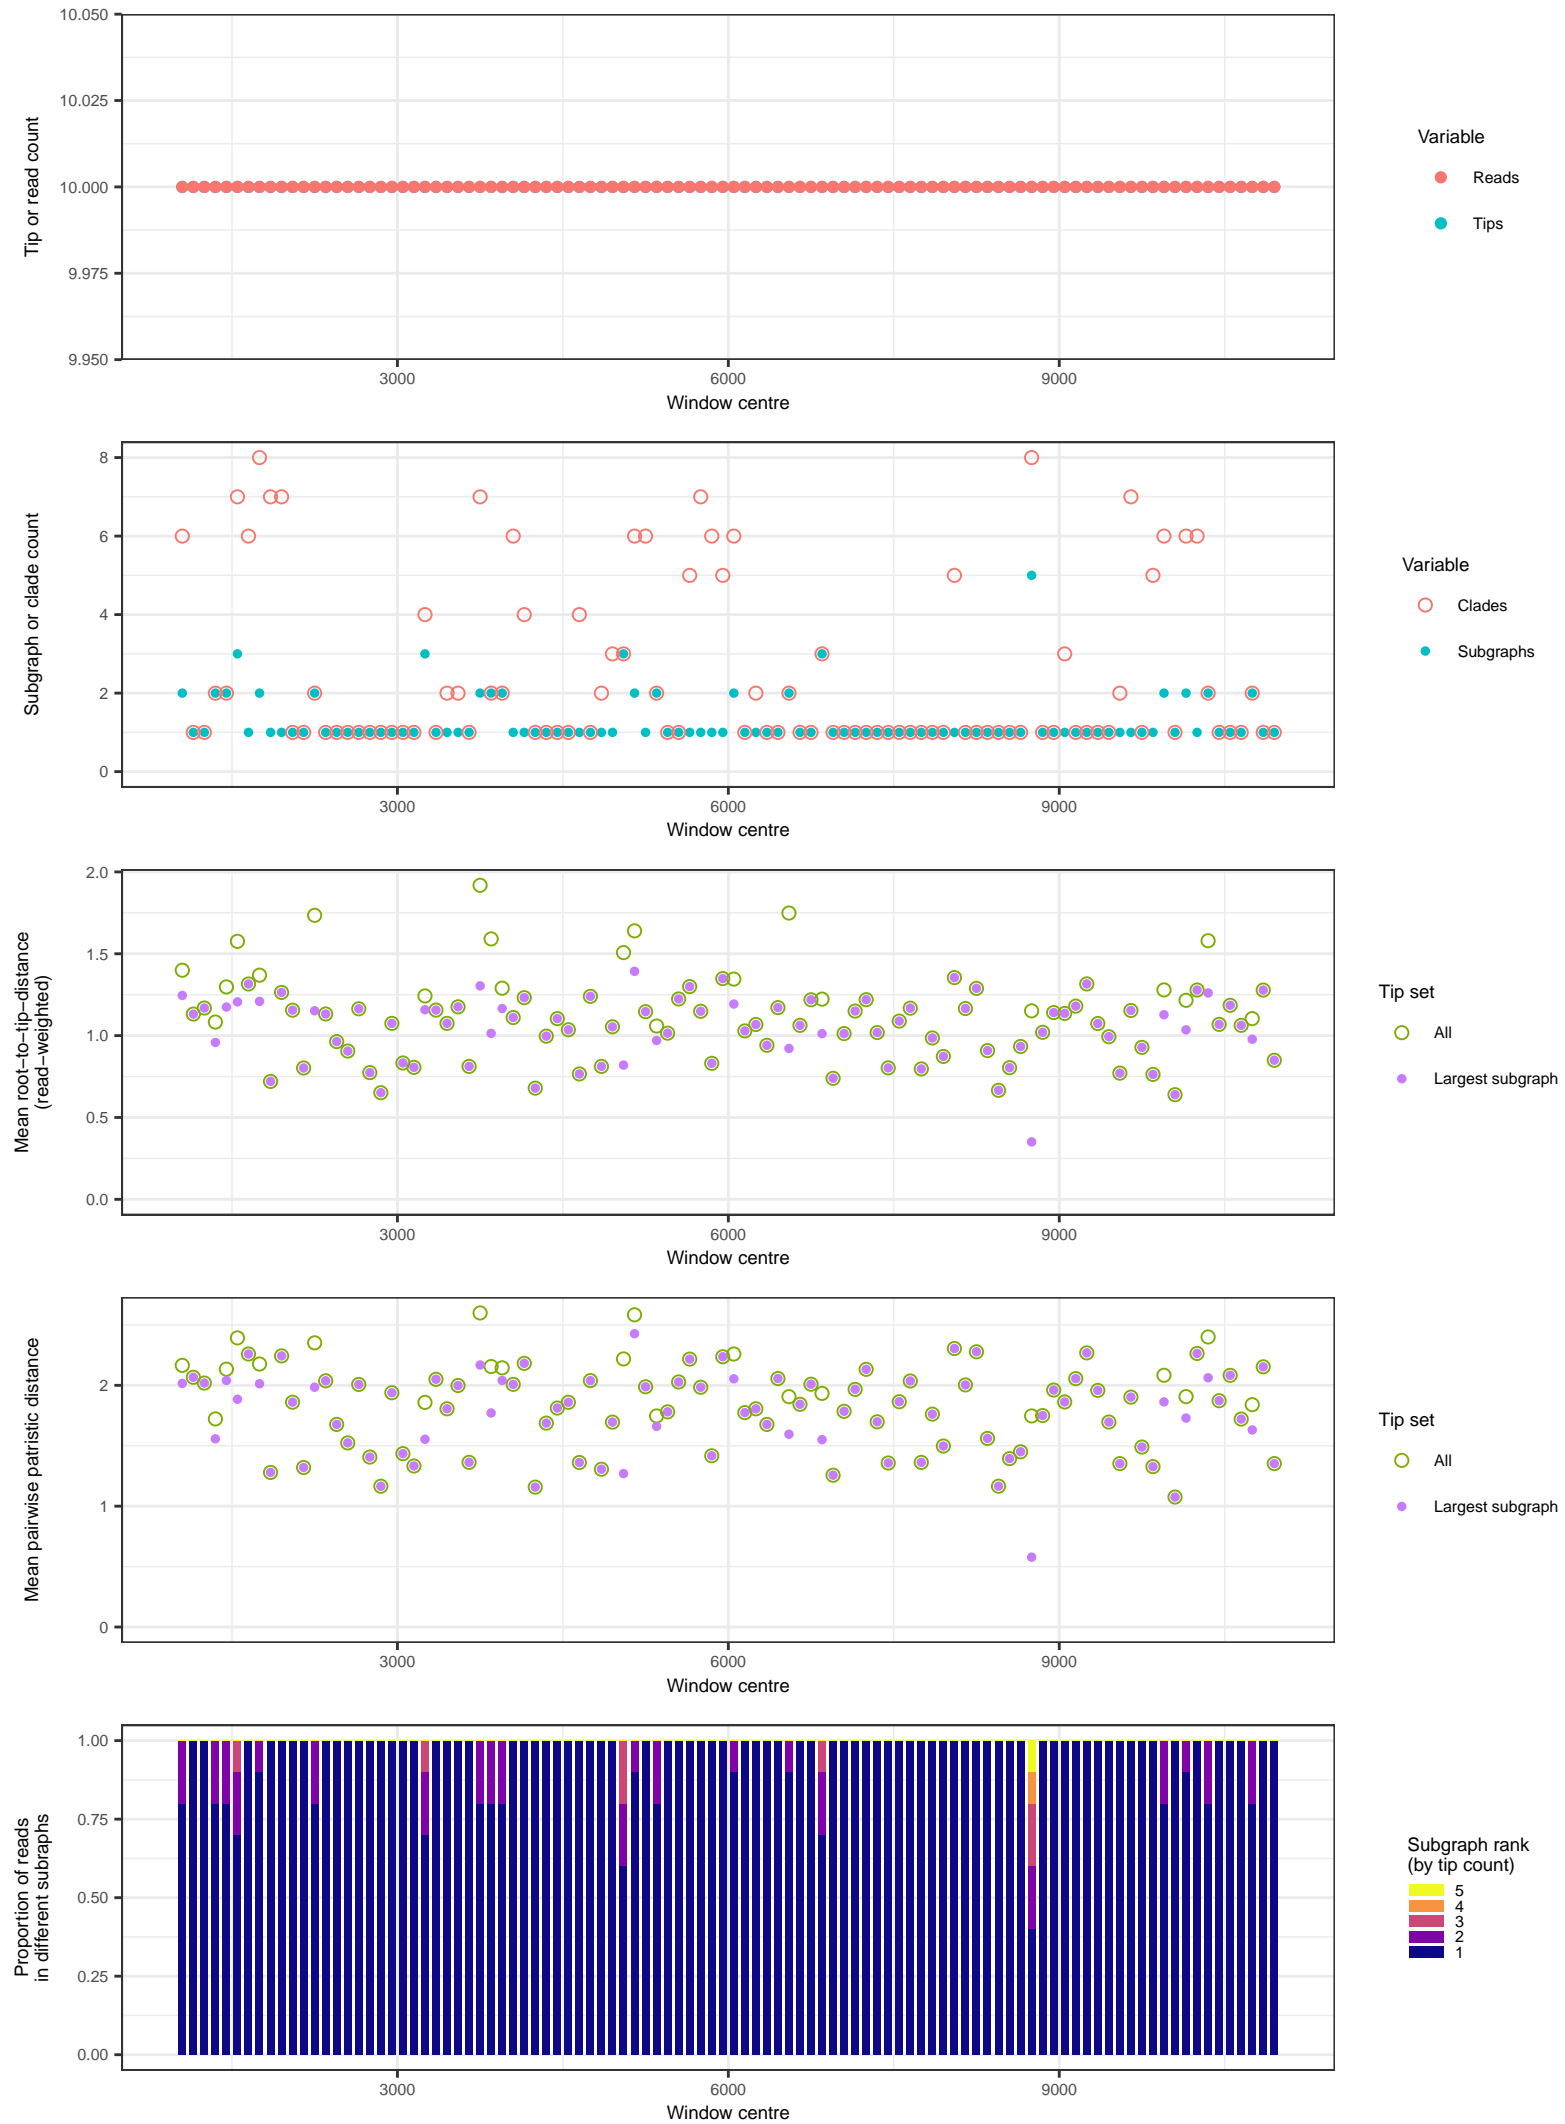 10.050
10.025
10.000
9.975
9.950
Tip or read count
3000
6000
9000
Window centre
Variable
Reads
Tips
8
6
4
2
0
Subgraph or clade count
3000
6000
9000
Window centre
Variable
Clades
Subgraphs
2.0
1.5
1.0
0.5
0.0
Mean root−to−tip−distance
(read−weighted)
3000
6000
9000
Window centre
Tip set
All
Largest subgraph
2
1
0
Mean pairwise patristic distance
3000
6000
9000
Window centre
Tip set
All
Largest subgraph
1.00
0.75
0.50
0.25
0.00
Proportion of reads
in different subraphs
3000
6000
9000
Window centre
Subgraph rank
(by tip count)
5
4
3
2
1